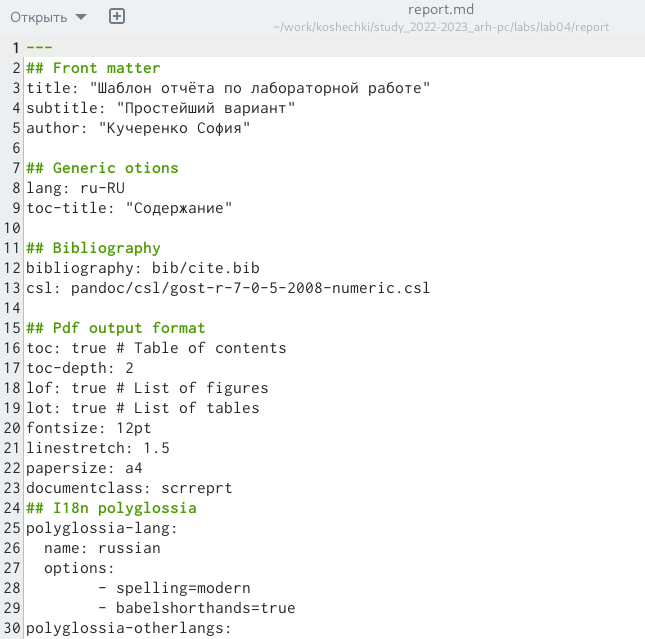 Открыть
report.md
~/work/koshechki/study_2022-2023_arh-pc/labs/lab04/report
1 ---
2 ## Front matter
3 title: "Шаблон отчёта по лабораторной работе"
4 subtitle: "Простейший вариант"
5 author: "Кучеренко София"
6
7 ## Generic otions
8 lang: ru-RU
9 toc-title: "Содержание"
10
11 ## Bibliography
12 bibliography: bib/cite.bib
13 csl: pandoc/csl/gost-r-7-0-5-2008-numeric.csl
14
15 ## Pdf output format
16 toc: true # Table of contents
17 toc-depth: 2
18 lof: true # List of figures
19 lot: true # List of tables
20 fontsize: 12pt
21 linestretch: 1.5
22 papersize: a4
23 documentclass: scrreprt
24 ## I18n polyglossia
25 polyglossia-lang:
26   name: russian
27   options:
28         - spelling=modern
29         - babelshorthands=true
30 polyglossia-otherlangs: